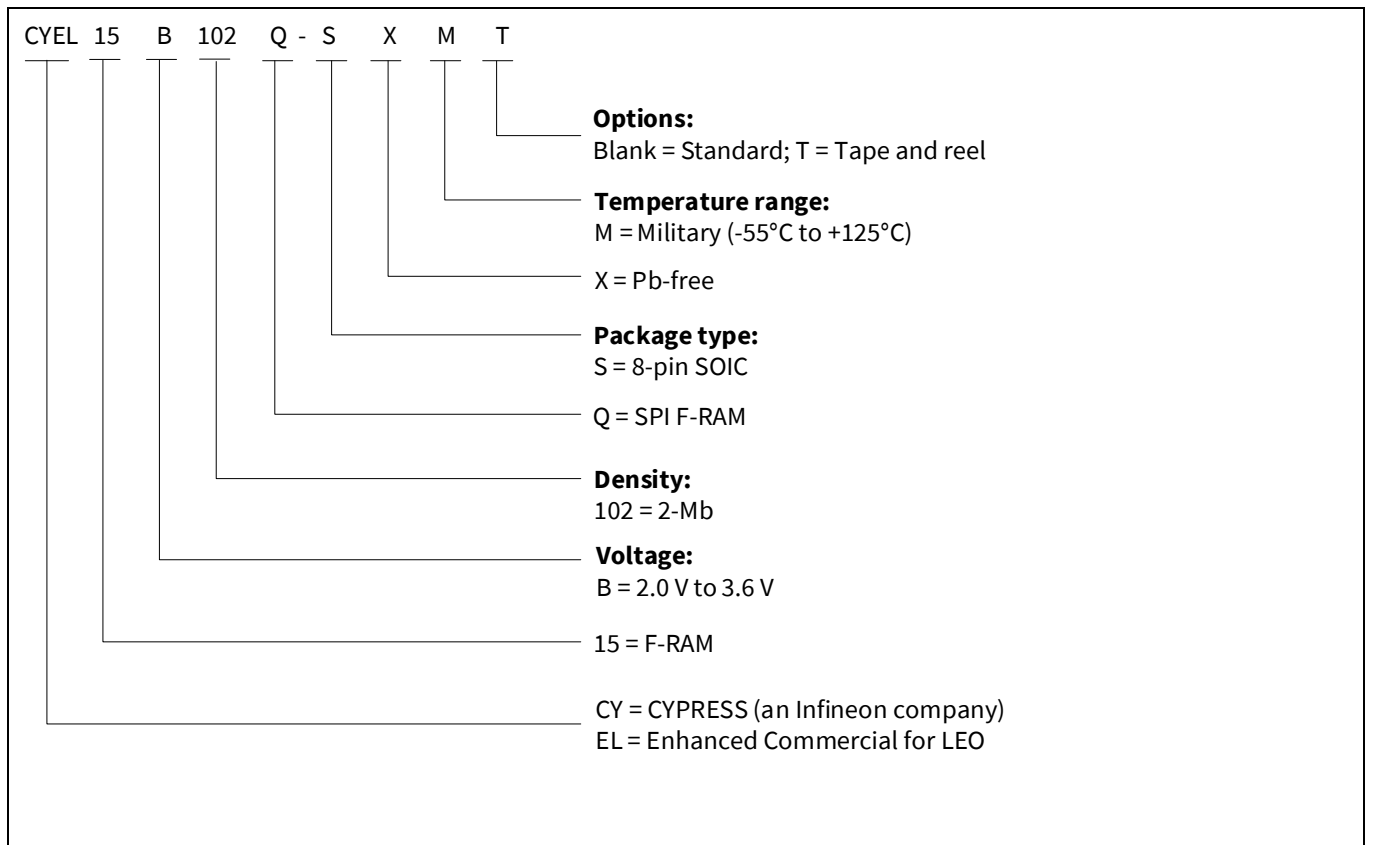 CYEL 15 B 102 Q - S X M T
Options:
Blank = Standard; T = Tape and reel
Temperature range:
M = Military (-55°C to +125°C)
X = Pb-free
Package type:
S = 8-pin SOIC
Q = SPI F-RAM
Density:
102 = 2-Mb
Voltage:
B = 2.0 V to 3.6 V
15 = F-RAM
CY = CYPRESS (an Infineon company)
EL = Enhanced Commercial for LEO